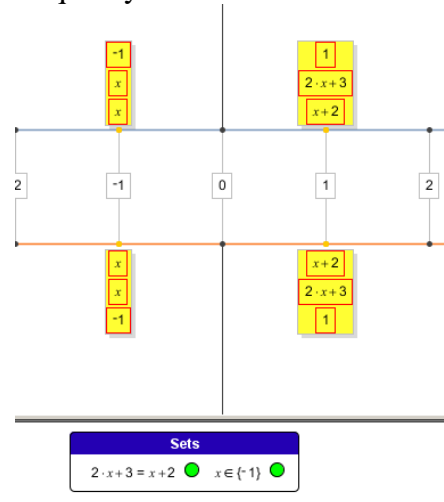 -1 1
x 2·x+3
x x+2
2 -1 0 1 2
x x+2
x 2·x+3
-1 1
Sets
2·x+3 = x+2 x∈{-1}